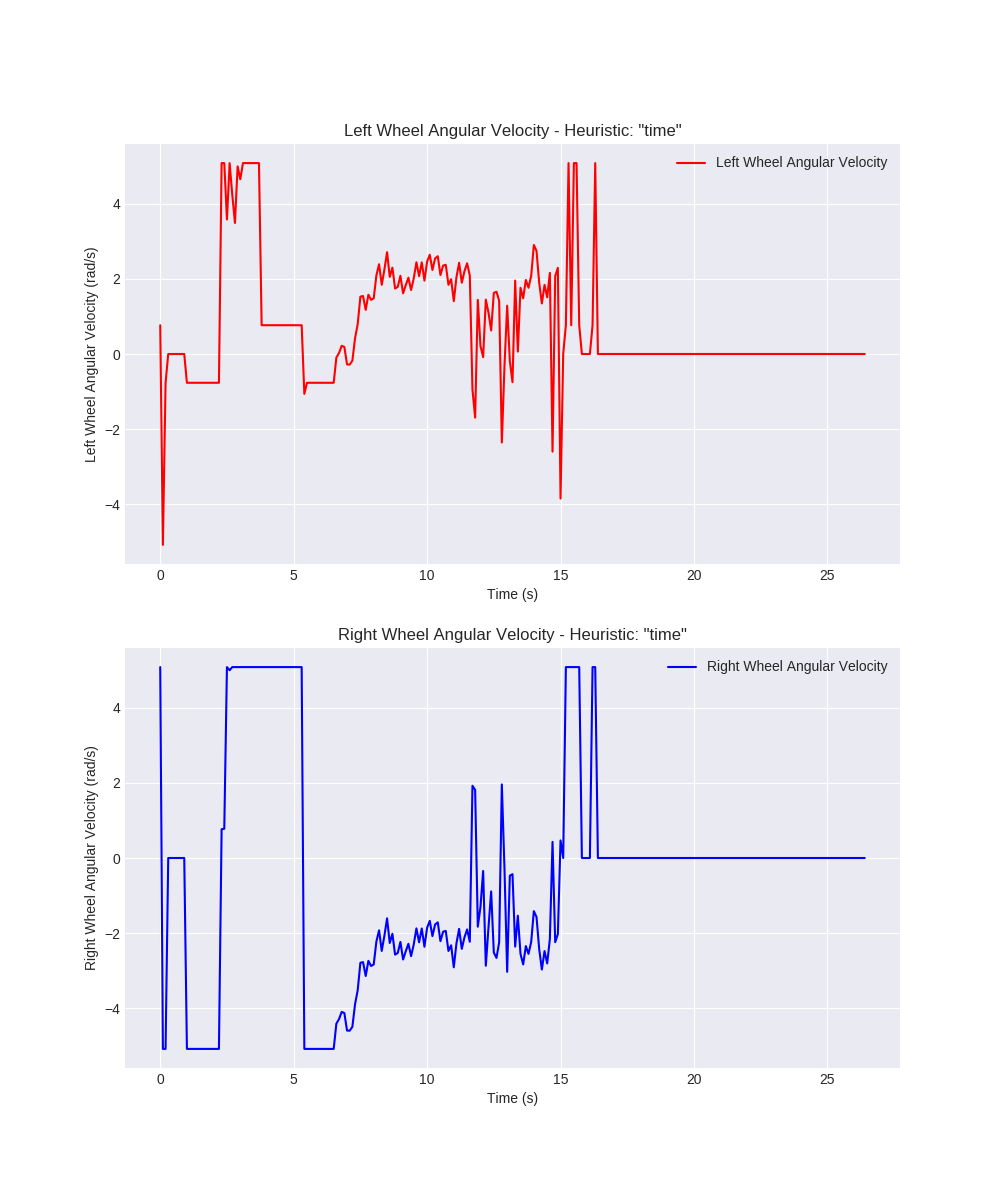 Left Wheel Angular Velocity - Heuristic: "time"
Left Wheel Angular Velocity
4
2
0
−2
−4
Left Wheel Angular Velocity (rad/s)
0 5 10 15 20 25
Time (s)
Right Wheel Angular Velocity - Heuristic: "time"
Right Wheel Angular Velocity
4
2
0
−2
−4
Right Wheel Angular Velocity (rad/s)
0 5 10 15 20 25
Time (s)